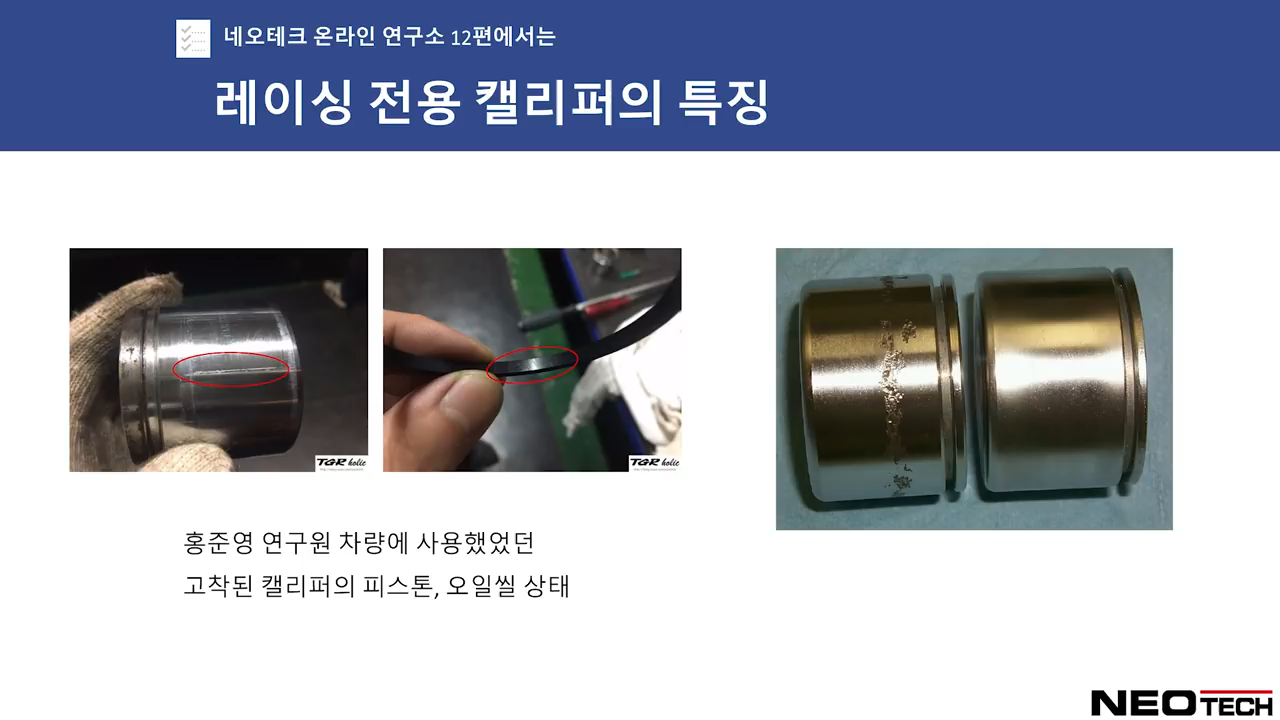 네오테크 온라인 연구소 12편에서는
레이싱 전용 캘리퍼의 특징
TGR holic
TGR holic
홍준영 연구원 차량에 사용했었던
고착된 캘리퍼의 피스톤, 오일씰 상태
NEOTECH